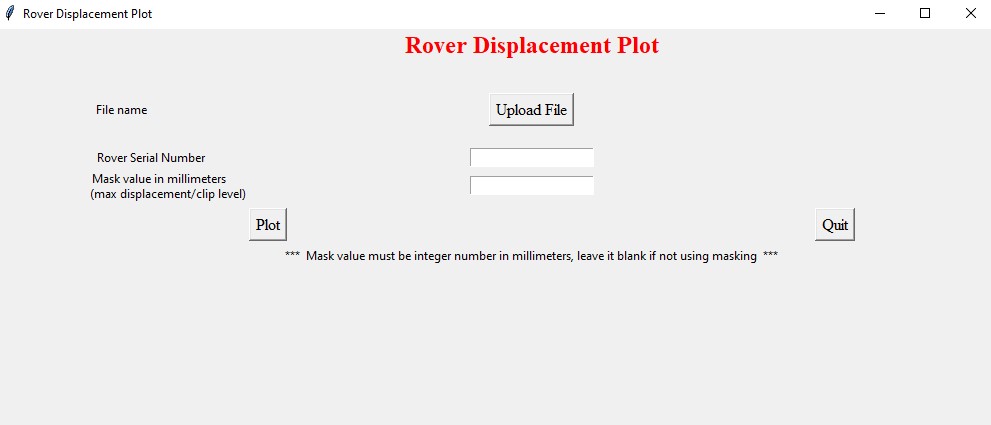 Rover Displacement Plot
Rover Displacement Plot
File name
Upload File
Rover Serial Number
Mask value in millimeters
(max displacement/clip level)
Plot
Quit
*** Mask value must be integer number in millimeters, leave it blank if not using masking ***